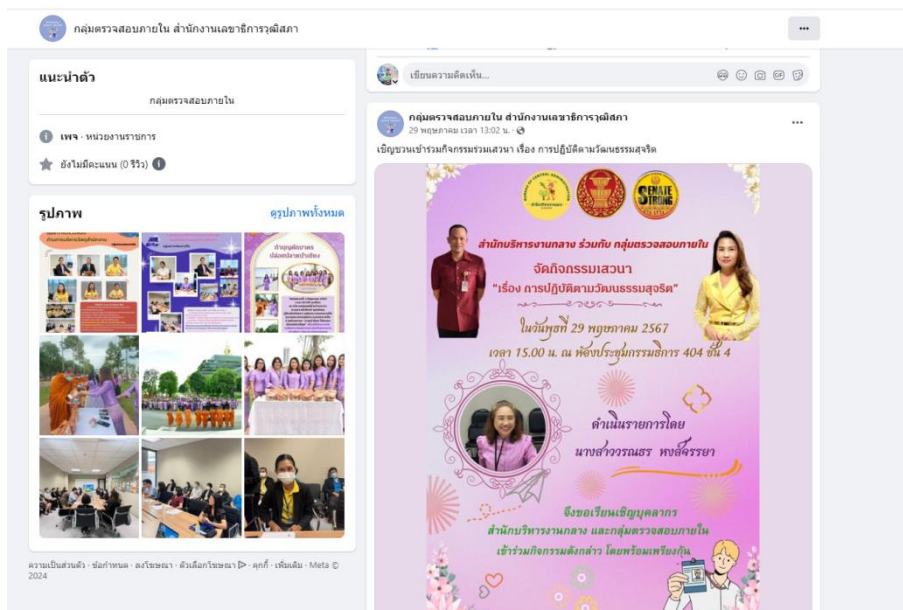 กลุ่มตรวจสอบภายใน สำนักงานเลขาธิการวุฒิสภา
แนะนำตัว
กลุ่มตรวจสอบภายใน
เพจ · หน่วยงานราชการ
ยังไม่มีคะแนน (0 รีวิว)
รูปภาพ
ดูรูปภาพทั้งหมด
ทำบุญตักบาตร
ความเป็นส่วนตัว · ข้อกำหนด · ลงโฆษณา · ตัวเลือกโฆษณา · คุกกี้ · เพิ่มเติม · Meta ©
2024
เขียนความคิดเห็น...
กลุ่มตรวจสอบภายใน สำนักงานเลขาธิการวุฒิสภา
29 พฤษภาคม เวลา 13:02 น. ·
เชิญชวนเข้าร่วมกิจกรรมร่วมเสวนา เรื่อง การปฏิบัติตามวัฒนธรรมสุจริต
SENATE
STRONG
สำนักบริหารงานกลาง ร่วมกับ กลุ่มตรวจสอบภายใน
จัดกิจกรรมเสวนา
"เรื่อง การปฏิบัติตามวัฒนธรรมสุจริต"
ในวันพุธที่ 29 พฤษภาคม 2567
เวลา 15.00 น. ณ ห้องประชุมกรรมาธิการ 404 ชั้น 4
ดำเนินรายการโดย
นางสาววรณธร หงส์จรรยา
จึงขอเรียนเชิญบุคลากร
สำนักบริหารงานกลาง และกลุ่มตรวจสอบภายใน
เข้าร่วมกิจกรรมดังกล่าว โดยพร้อมเพรียงกัน